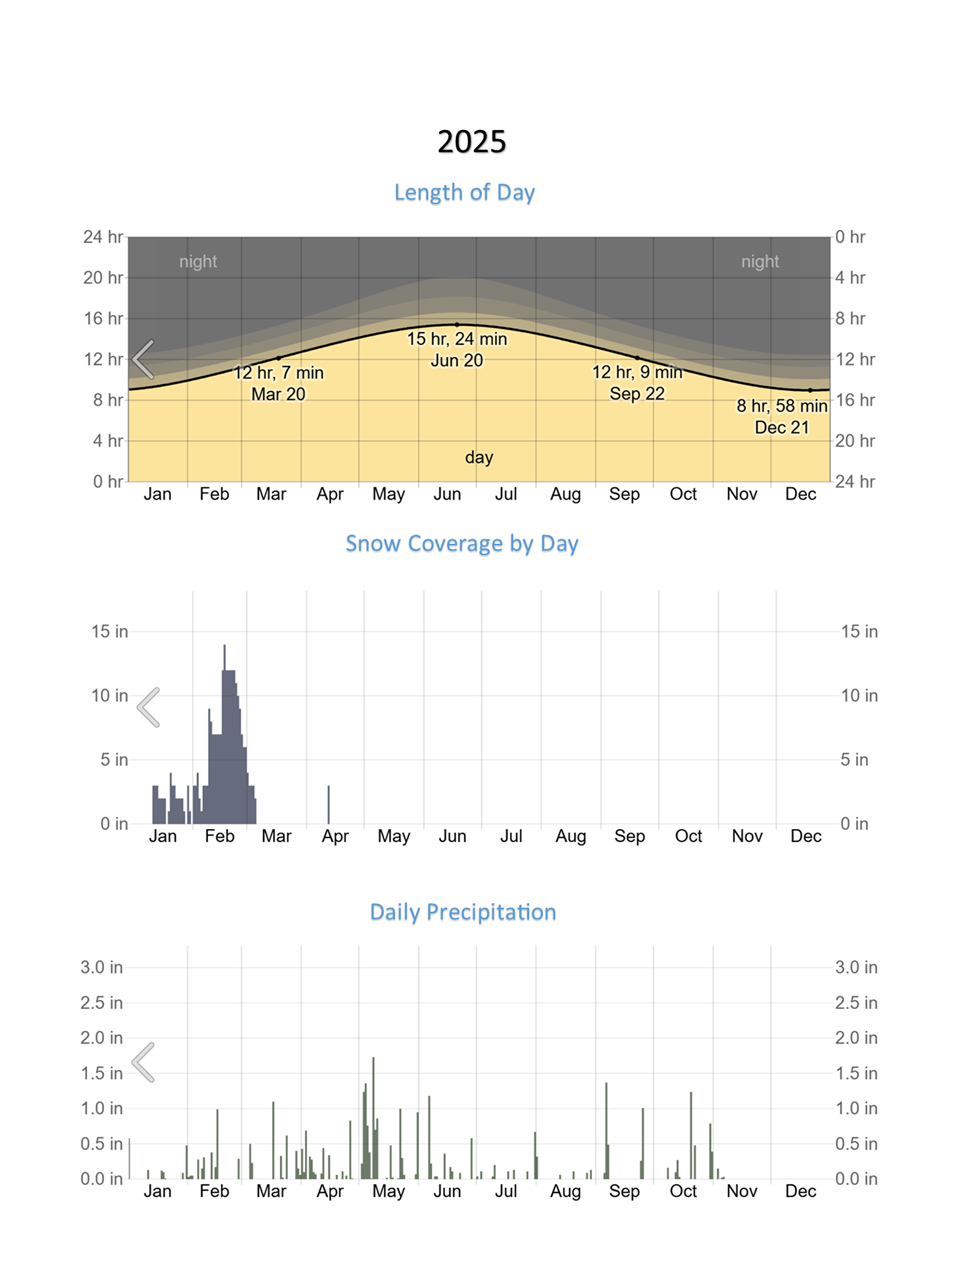 2025
Length of Day
24 hr 0 hr
night night
20 hr 4 hr
16 hr 8 hr
15 hr, 24 min
Jun 20
12 hr 12 hr
12 hr, 7 min
Mar 20
12 hr, 9 min
Sep 22
8 hr 16 hr
8 hr, 58 min
Dec 21
4 hr 20 hr
day
0 hr 24 hr
Jan Feb Mar Apr May Jun Jul Aug Sep Oct Nov Dec
Snow Coverage by Day
15 in 15 in
10 in 10 in
5 in 5 in
0 in 0 in
Jan Feb Mar Apr May Jun Jul Aug Sep Oct Nov Dec
Daily Precipitation
3.0 in 3.0 in
2.5 in 2.5 in
2.0 in 2.0 in
1.5 in 1.5 in
1.0 in 1.0 in
0.5 in 0.5 in
0.0 in 0.0 in
Jan Feb Mar Apr May Jun Jul Aug Sep Oct Nov Dec